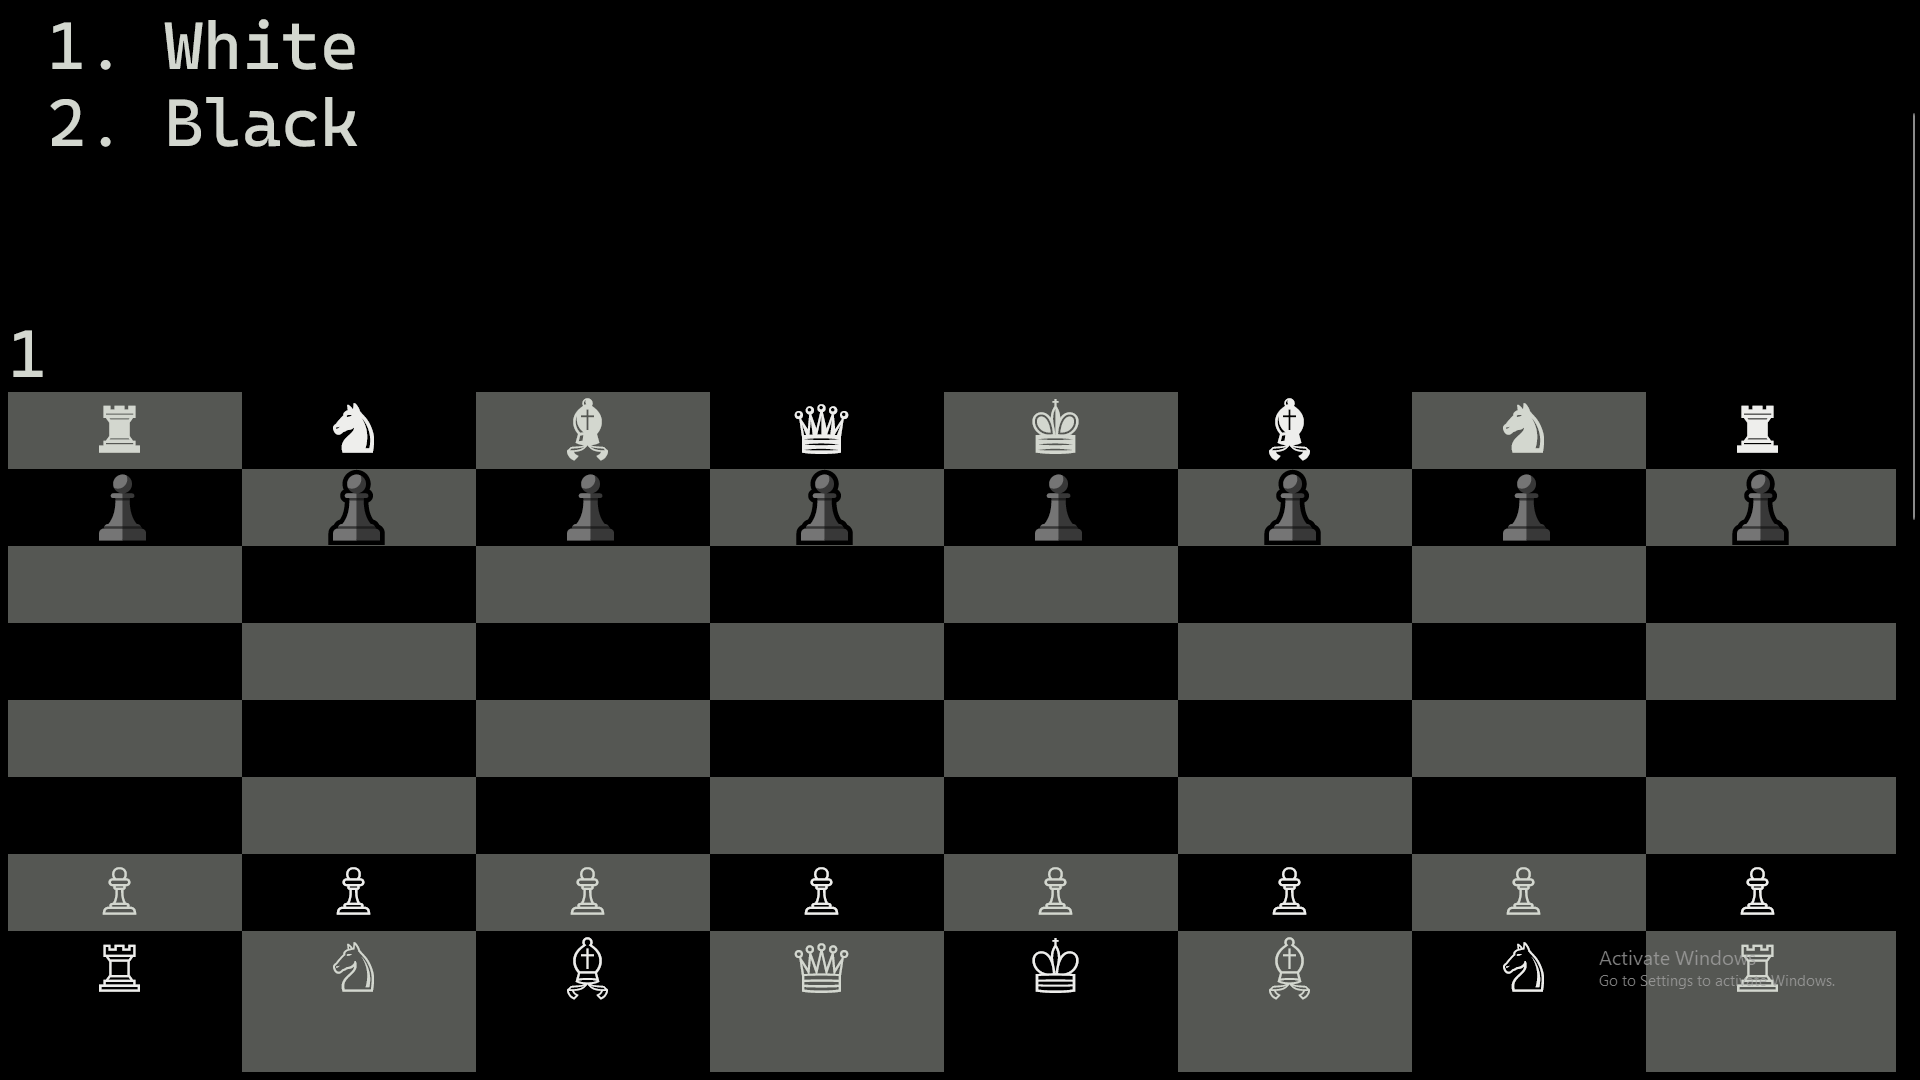 1. White
2. Black
1
♜ ♞ ♝ ♛ ♚ ♝ ♞ ♜
♟ ♟ ♟ ♟ ♟ ♟ ♟ ♟
♙ ♙ ♙ ♙ ♙ ♙ ♙ ♙
♖ ♘ ♗ ♕ ♔ ♗ ♘ ♖
Activate Windows
Go to Settings to activate Windows.